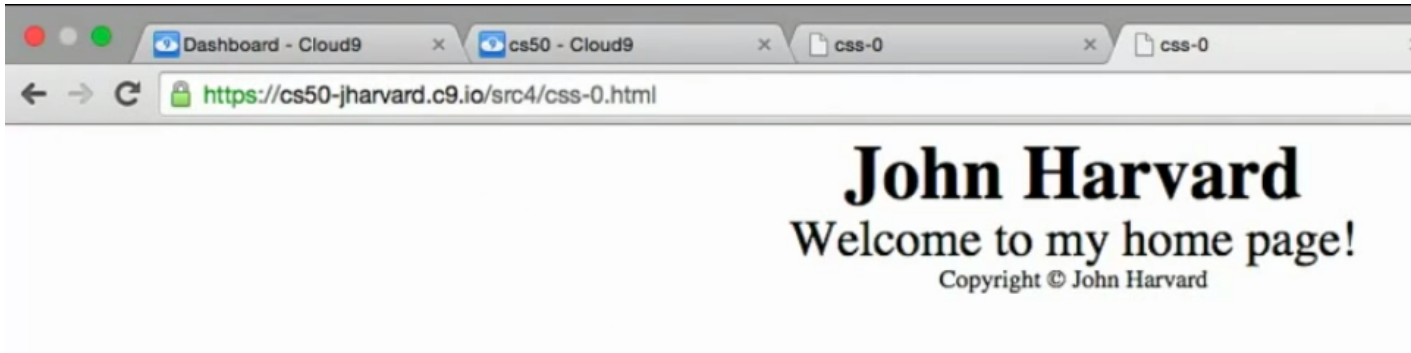 Dashboard - Cloud9
cs50 - Cloud9
css-0
css-0
https://cs50-jharvard.c9.io/src4/css-0.html
John Harvard
Welcome to my home page!
Copyright © John Harvard